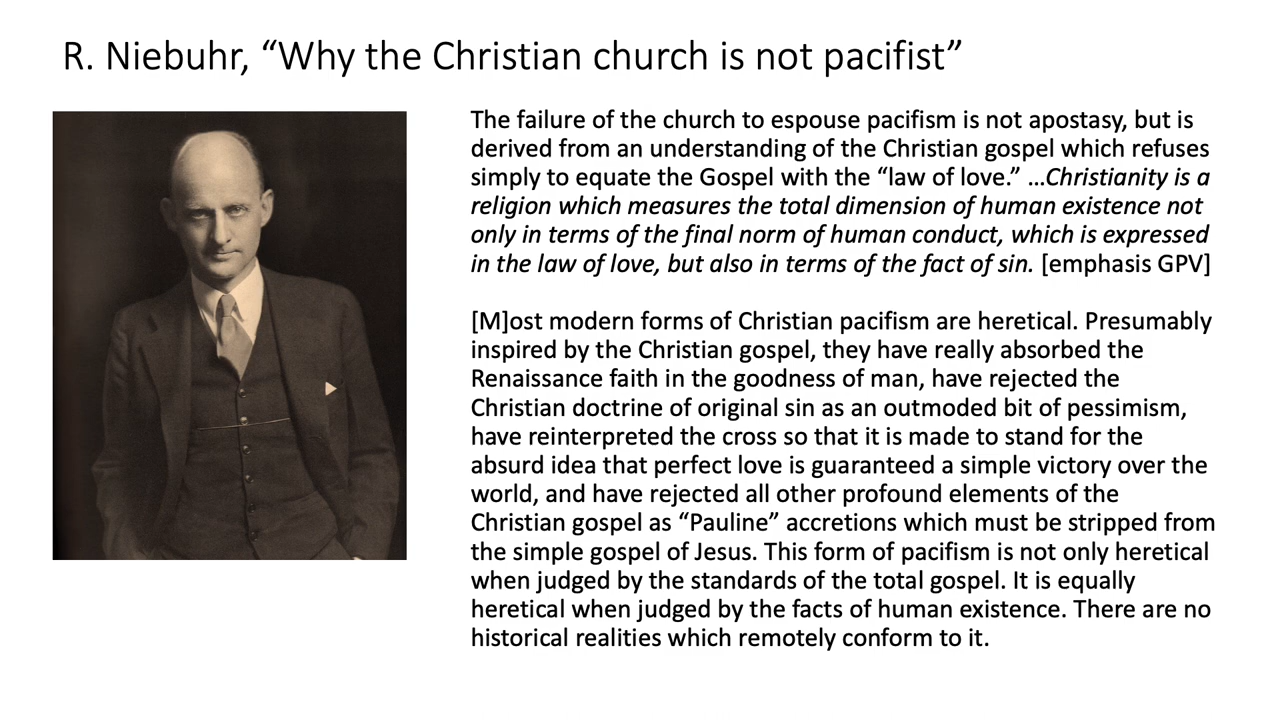 R. Niebuhr, “Why the Christian church is not pacifist”
The failure of the church to espouse pacifism is not apostasy, but is
derived from an understanding of the Christian gospel which refuses
simply to equate the Gospel with the “law of love.” …Christianity is a
religion which measures the total dimension of human existence not
only in terms of the final norm of human conduct, which is expressed
in the law of love, but also in terms of the fact of sin. [emphasis GPV]
[M]ost modern forms of Christian pacifism are heretical. Presumably
inspired by the Christian gospel, they have really absorbed the
Renaissance faith in the goodness of man, have rejected the
Christian doctrine of original sin as an outmoded bit of pessimism,
have reinterpreted the cross so that it is made to stand for the
absurd idea that perfect love is guaranteed a simple victory over the
world, and have rejected all other profound elements of the
Christian gospel as “Pauline” accretions which must be stripped from
the simple gospel of Jesus. This form of pacifism is not only heretical
when judged by the standards of the total gospel. It is equally
heretical when judged by the facts of human existence. There are no
historical realities which remotely conform to it.